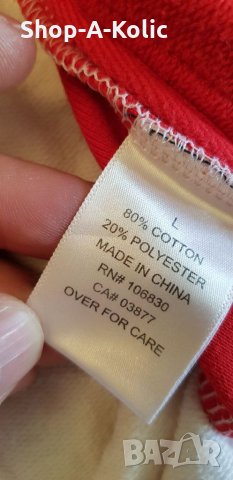 Shop-A-Kolic
L
80% COTTON
20% POLYESTER
MADE IN CHINA
RN# 106830
CA# 03877
OVER FOR CARE
BAZAR